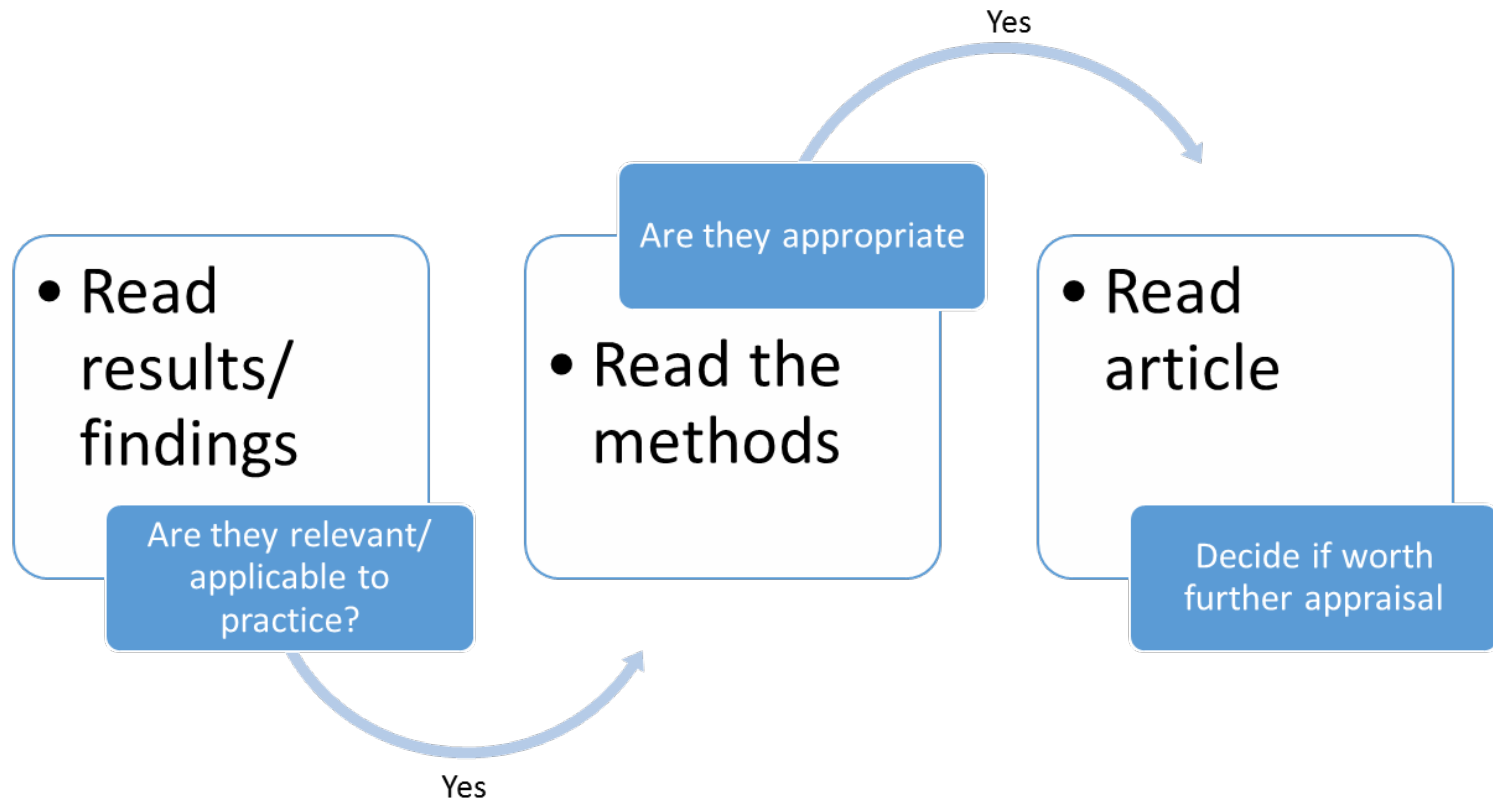 • Read
results/
findings
Are they relevant/
applicable to
practice?
Yes
Are they appropriate
• Read the
methods
Yes
• Read
article
Decide if worth
further appraisal